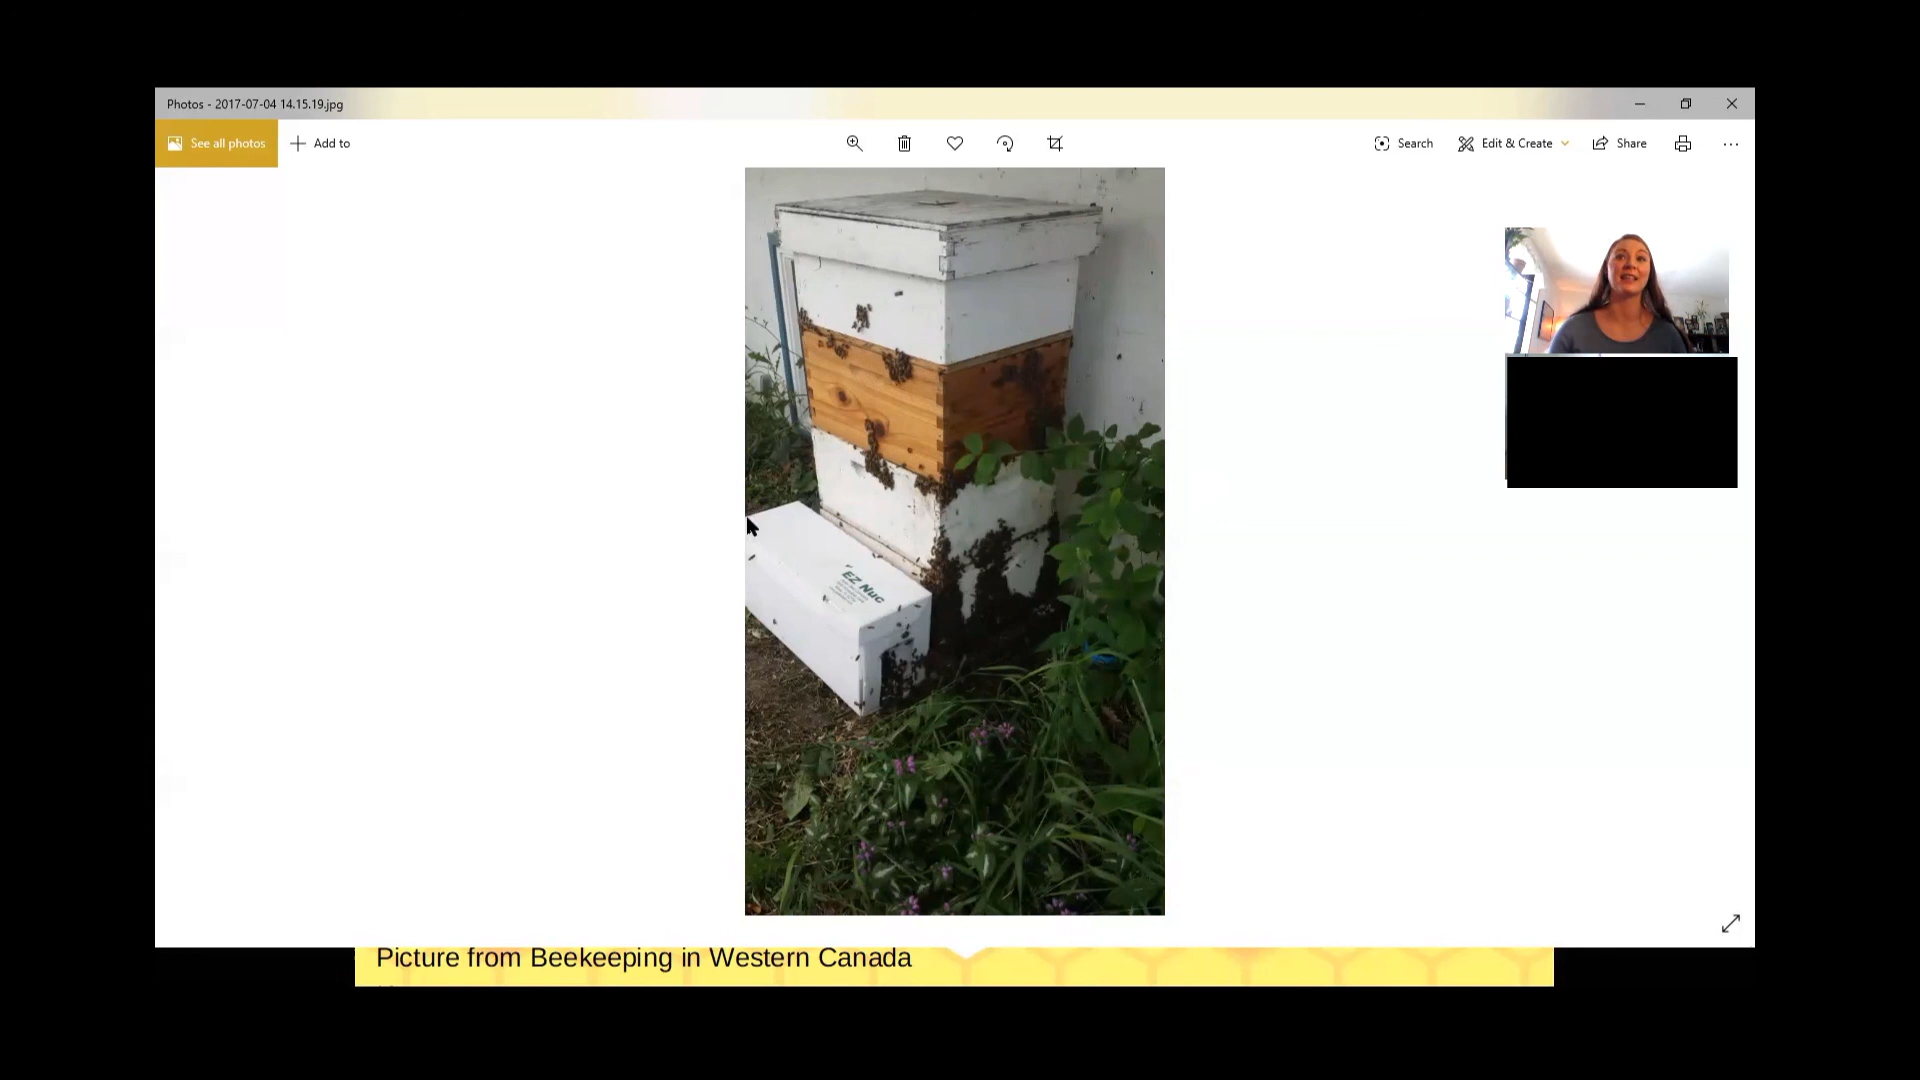 Photos - 2017-07-04 14.15.19.jpg
See all photos
Add to
Search
Edit & Create
Share
EZ Nuc
Picture from Beekeeping in Western Canada